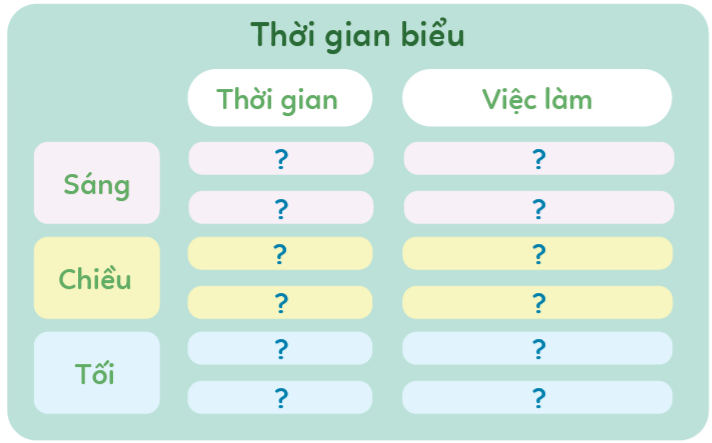 Thời gian biểu
Thời gian Việc làm
Sáng
? ?
? ?
Chiều
? ?
? ?
Tối
? ?
? ?